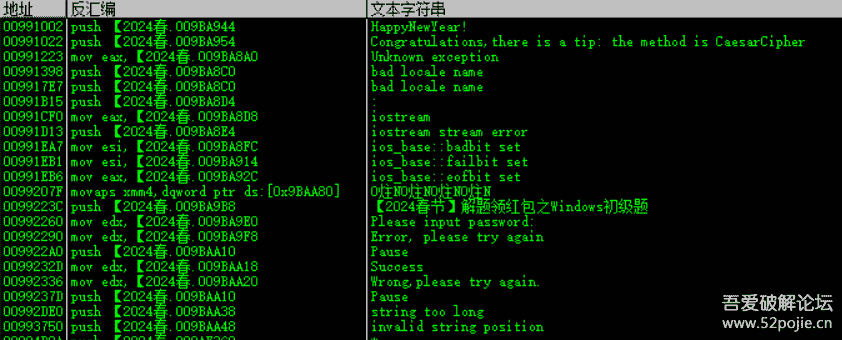 地址 反汇编 文本字符串
00991002 push 【2024春.009BA944 HappyNewYear!
00991022 push 【2024春.009BA954 Congratulations,there is a tip: the method is CaesarCipher
00991223 mov eax,【2024春.009BA8A0 Unknown exception
00991398 push 【2024春.009BA8C0 bad locale name
009917E7 push 【2024春.009BA8C0 bad locale name
00991B15 push 【2024春.009BA8D4 :
00991CF0 mov eax,【2024春.009BA8D8 iostream
00991D13 push 【2024春.009BA8E4 iostream stream error
00991EA7 mov esi,【2024春.009BA8FC ios_base::badbit set
00991EB1 mov esi,【2024春.009BA914 ios_base::failbit set
00991EB6 mov eax,【2024春.009BA92C ios_base::eofbit set
0099207F movaps xmm4,dqword ptr ds:[0x9BAA80]
0099223C push 【2024春.009BA9B8 【2024春节】解题领红包之Windows初级题
00992260 mov edx,【2024春.009BA9E0 Please input password:
00992290 mov edx,【2024春.009BA9F8 Error, please try again
009922A0 push 【2024春.009BAA10 Pause
0099232D mov edx,【2024春.009BAA18 Success
00992336 mov edx,【2024春.009BAA20 Wrong,please try again.
0099237D push 【2024春.009BAA10 Pause
00992DE0 push 【2024春.009BAA38 string too long
00993750 push 【2024春.009BAA48 invalid string position
吾爱破解论坛
www.52pojie.cn